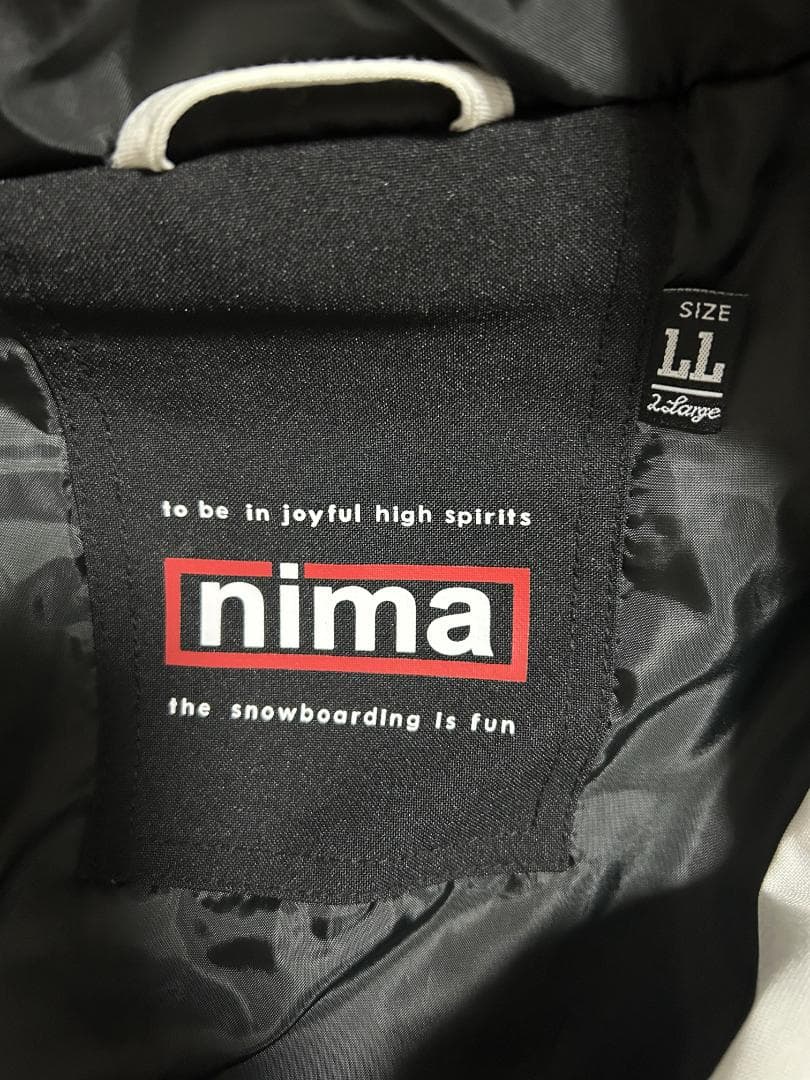 SIZE
LL
2Large
to be in joyful high spirits
nima
the snowboarding is fun